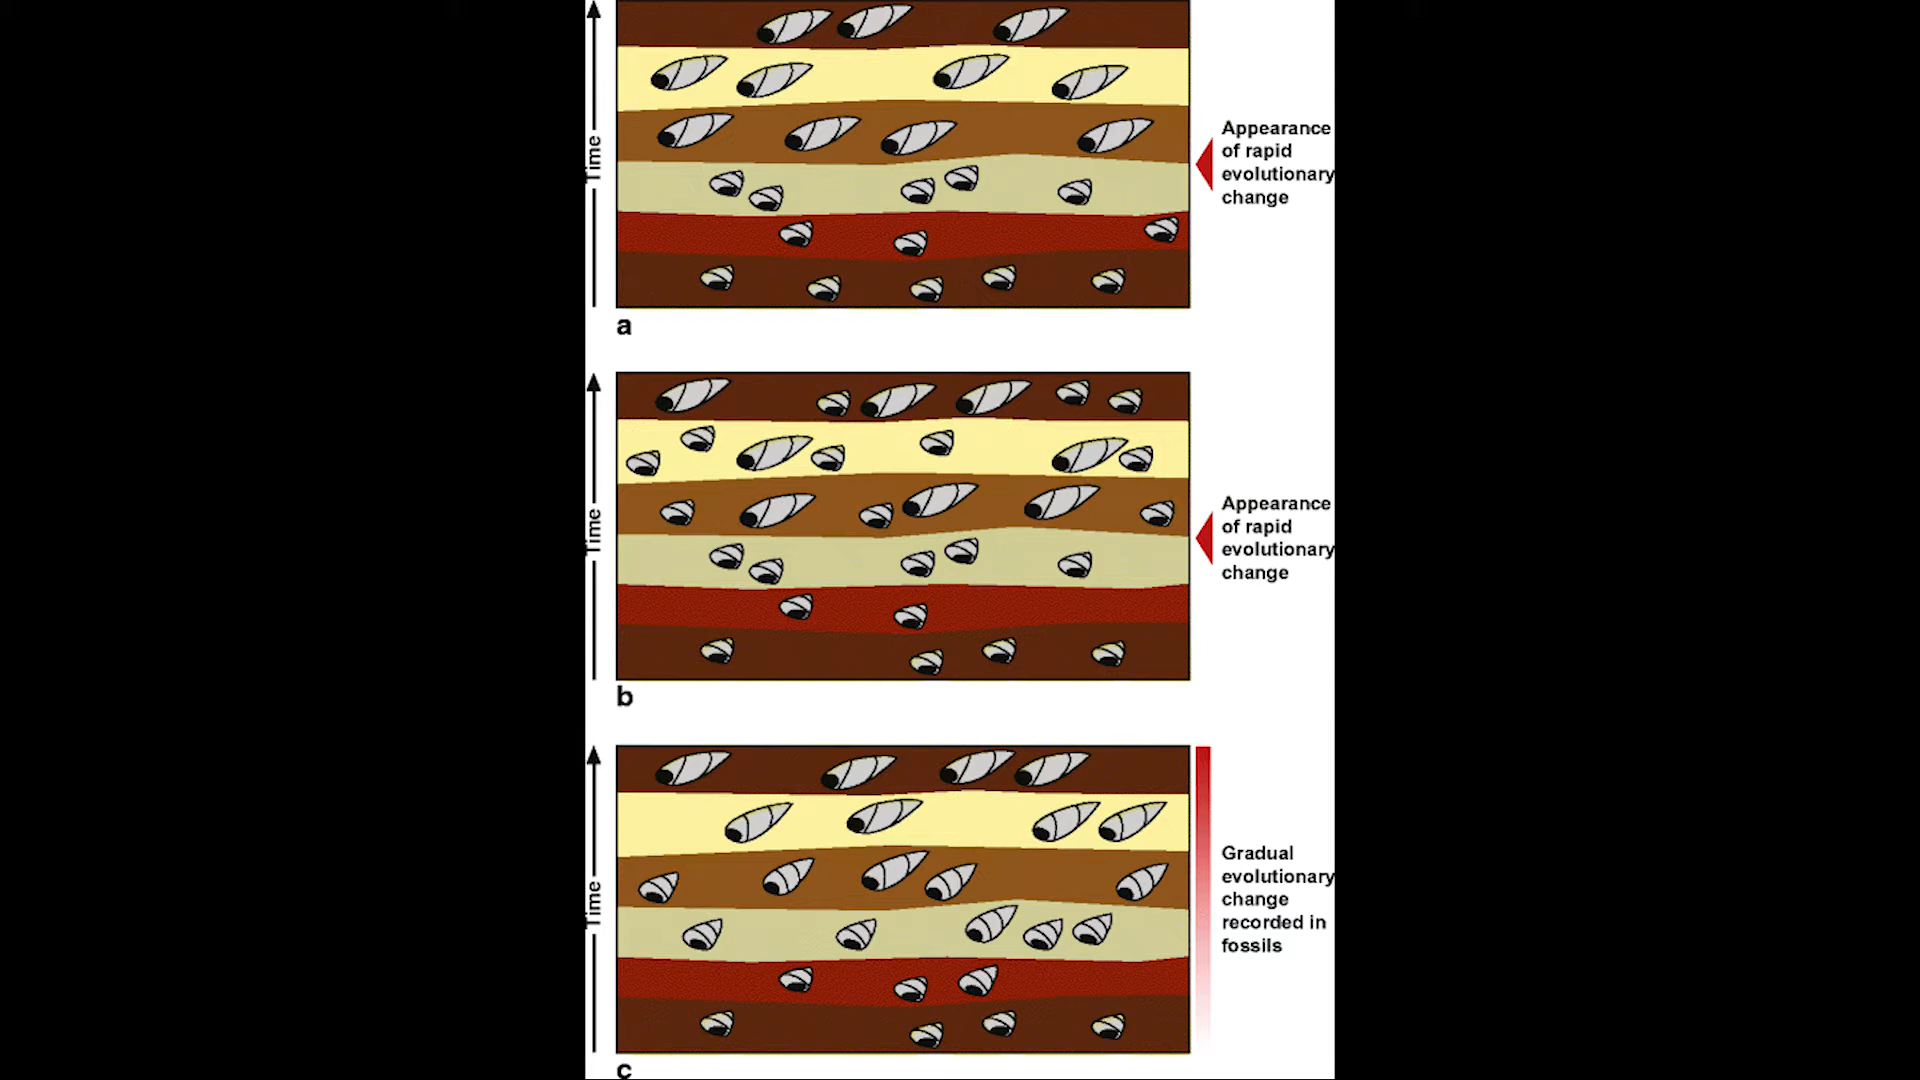 Time
Appearance
of rapid
evolutionary
change
a
Time
Appearance
of rapid
evolutionary
change
b
Time
Gradual
evolutionary
change
recorded in
fossils
c